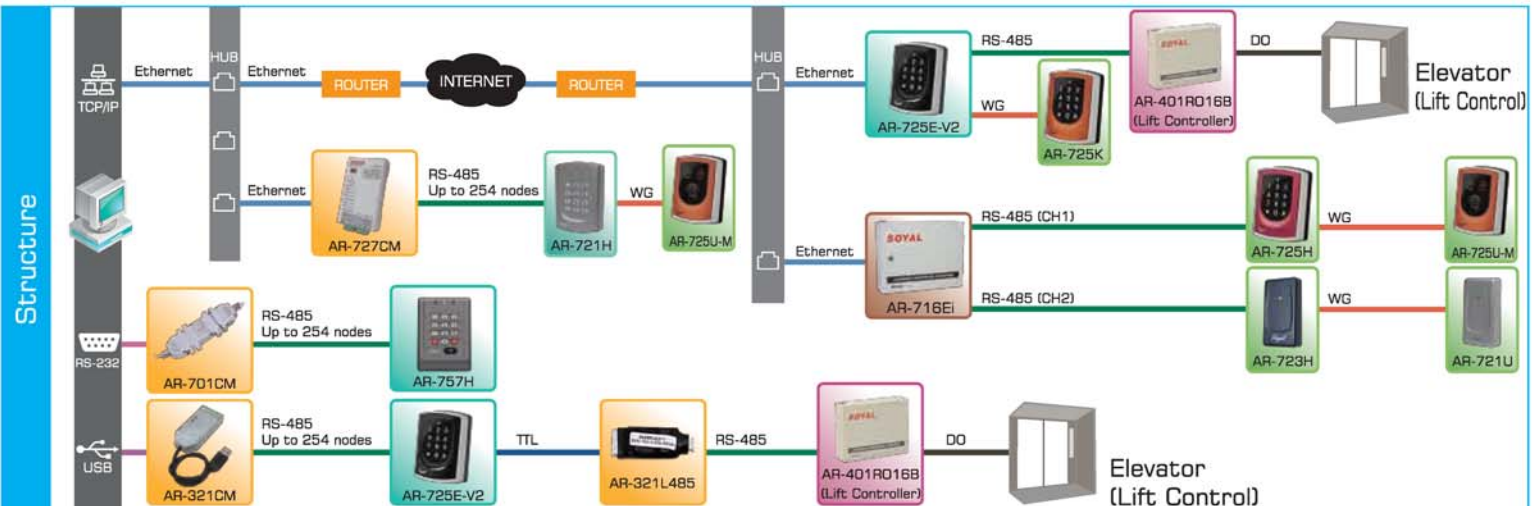 Structure
TCP/IP
Ethernet
HUB
Ethernet
ROUTER
INTERNET
ROUTER
HUB
Ethernet
AR-725E-V2
RS-485
SOYAL
AR-401RO16B
(Lift Controller)
DO
Elevator
(Lift Control)
WG
AR-725K
Ethernet
AR-727CM
RS-485
Up to 254 nodes
AR-721H
WG
AR-725U-M
Ethernet
SOYAL
AR-716Ei
RS-485 (CH1)
AR-725H
WG
AR-725U-M
RS-485 (CH2)
AR-723H
WG
AR-721U
RS-232
AR-701CM
RS-485
Up to 254 nodes
AR-757H
USB
AR-321CM
RS-485
Up to 254 nodes
AR-725E-V2
TTL
AR-321L485
RS-485
SOYAL
AR-401RO16B
(Lift Controller)
DO
Elevator
(Lift Control)